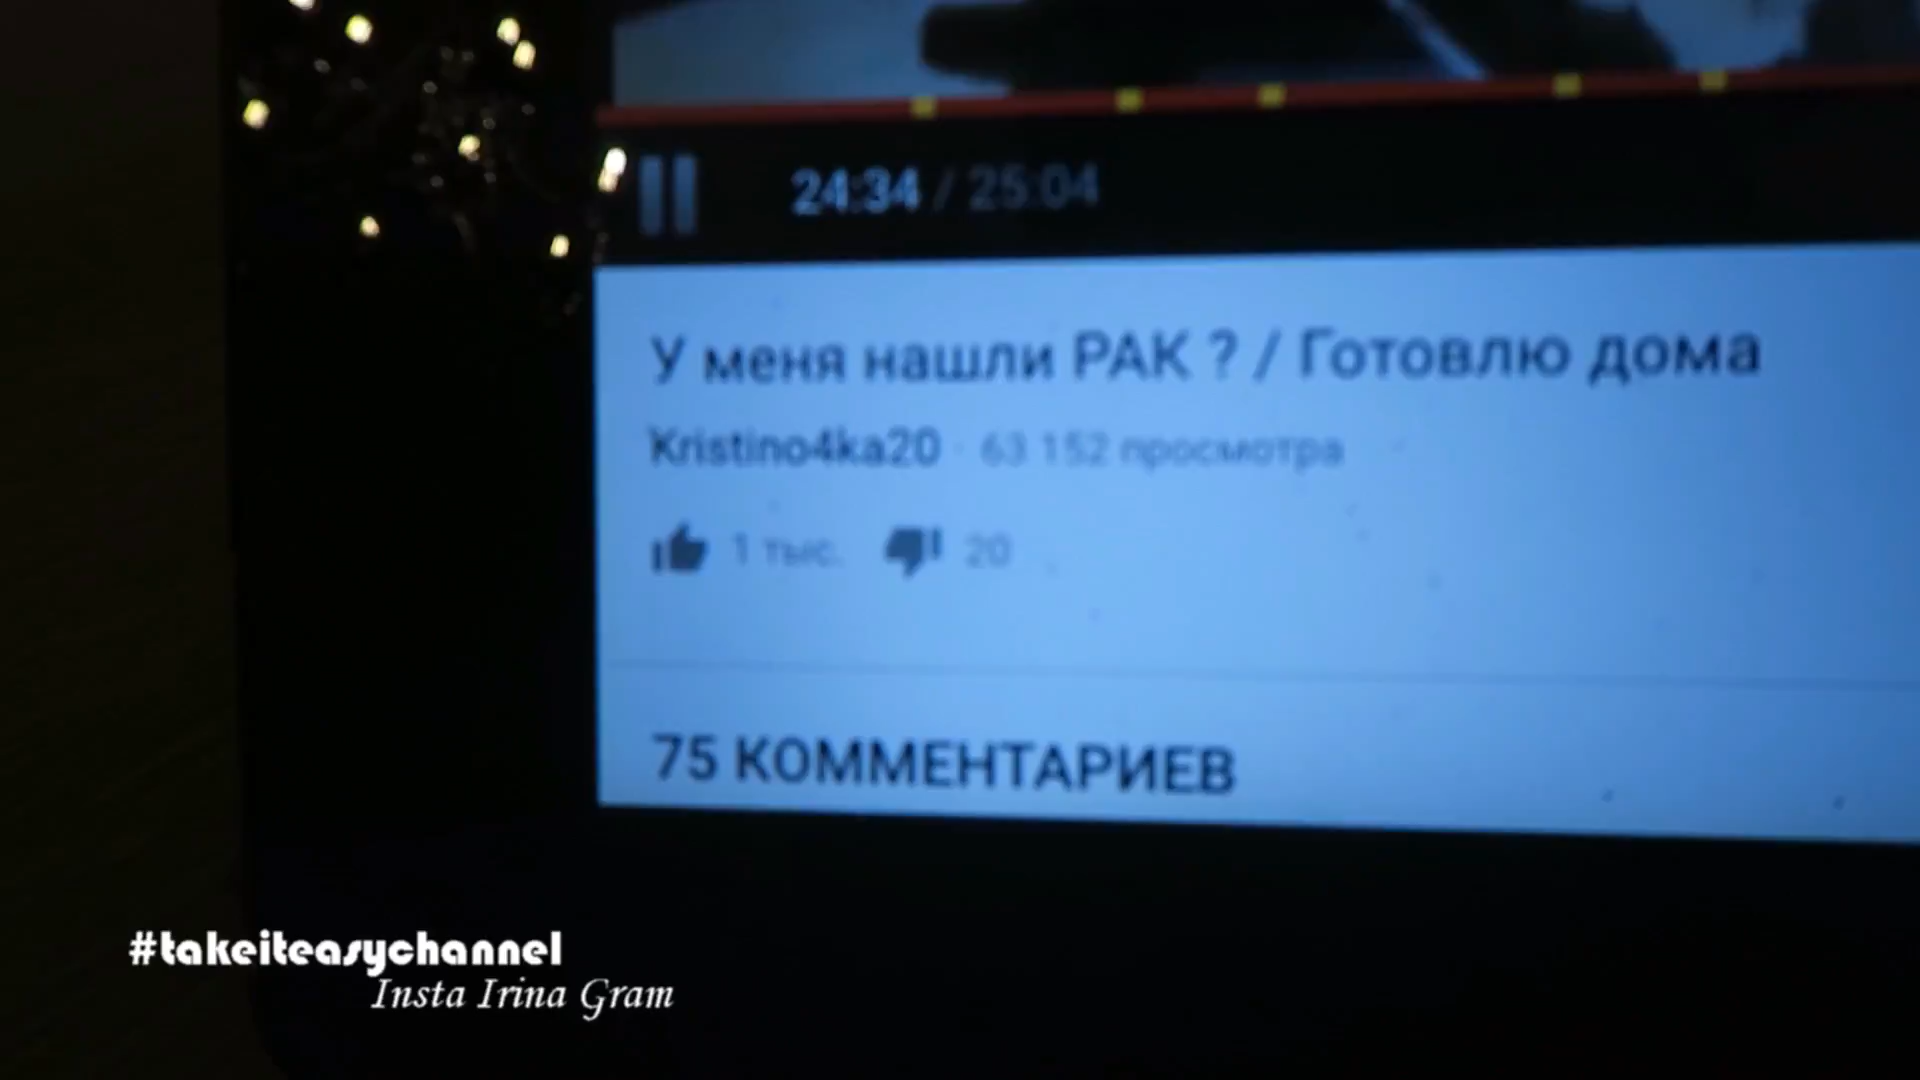 24:34 / 25:04
У меня нашли РАК ? / Готовлю дома
Kristino4ka20 · 63 152 просмотра
1 тыс. 20
75 КОММЕНТАРИЕВ
#takeiteasychannel
Insta Irina Gram